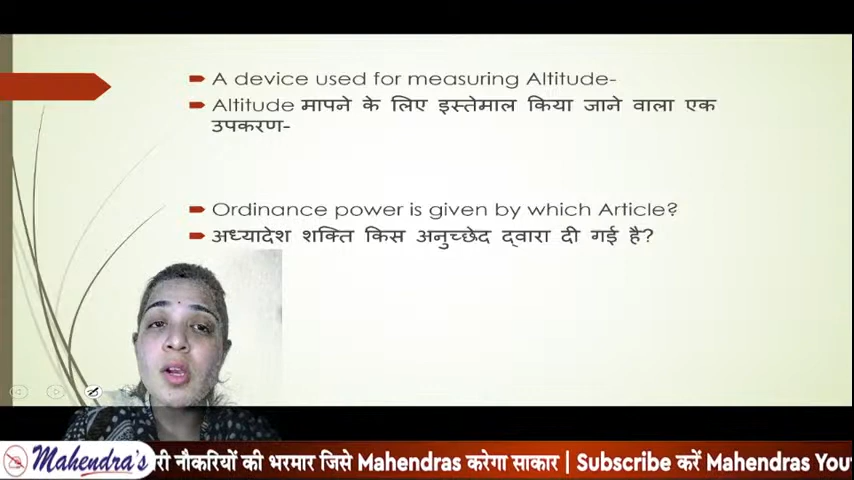 A device used for measuring Altitude-
Altitude मापने के लिए इस्तेमाल किया जाने वाला एक
उपकरण-
Ordinance power is given by which Article?
अध्यादेश शक्ति किस अनुच्छेद द्वारा दी गई है?
Mahendra's
री नौकरियों की भरमार जिसे Mahendras करेगा साकार | Subscribe करें Mahendras You